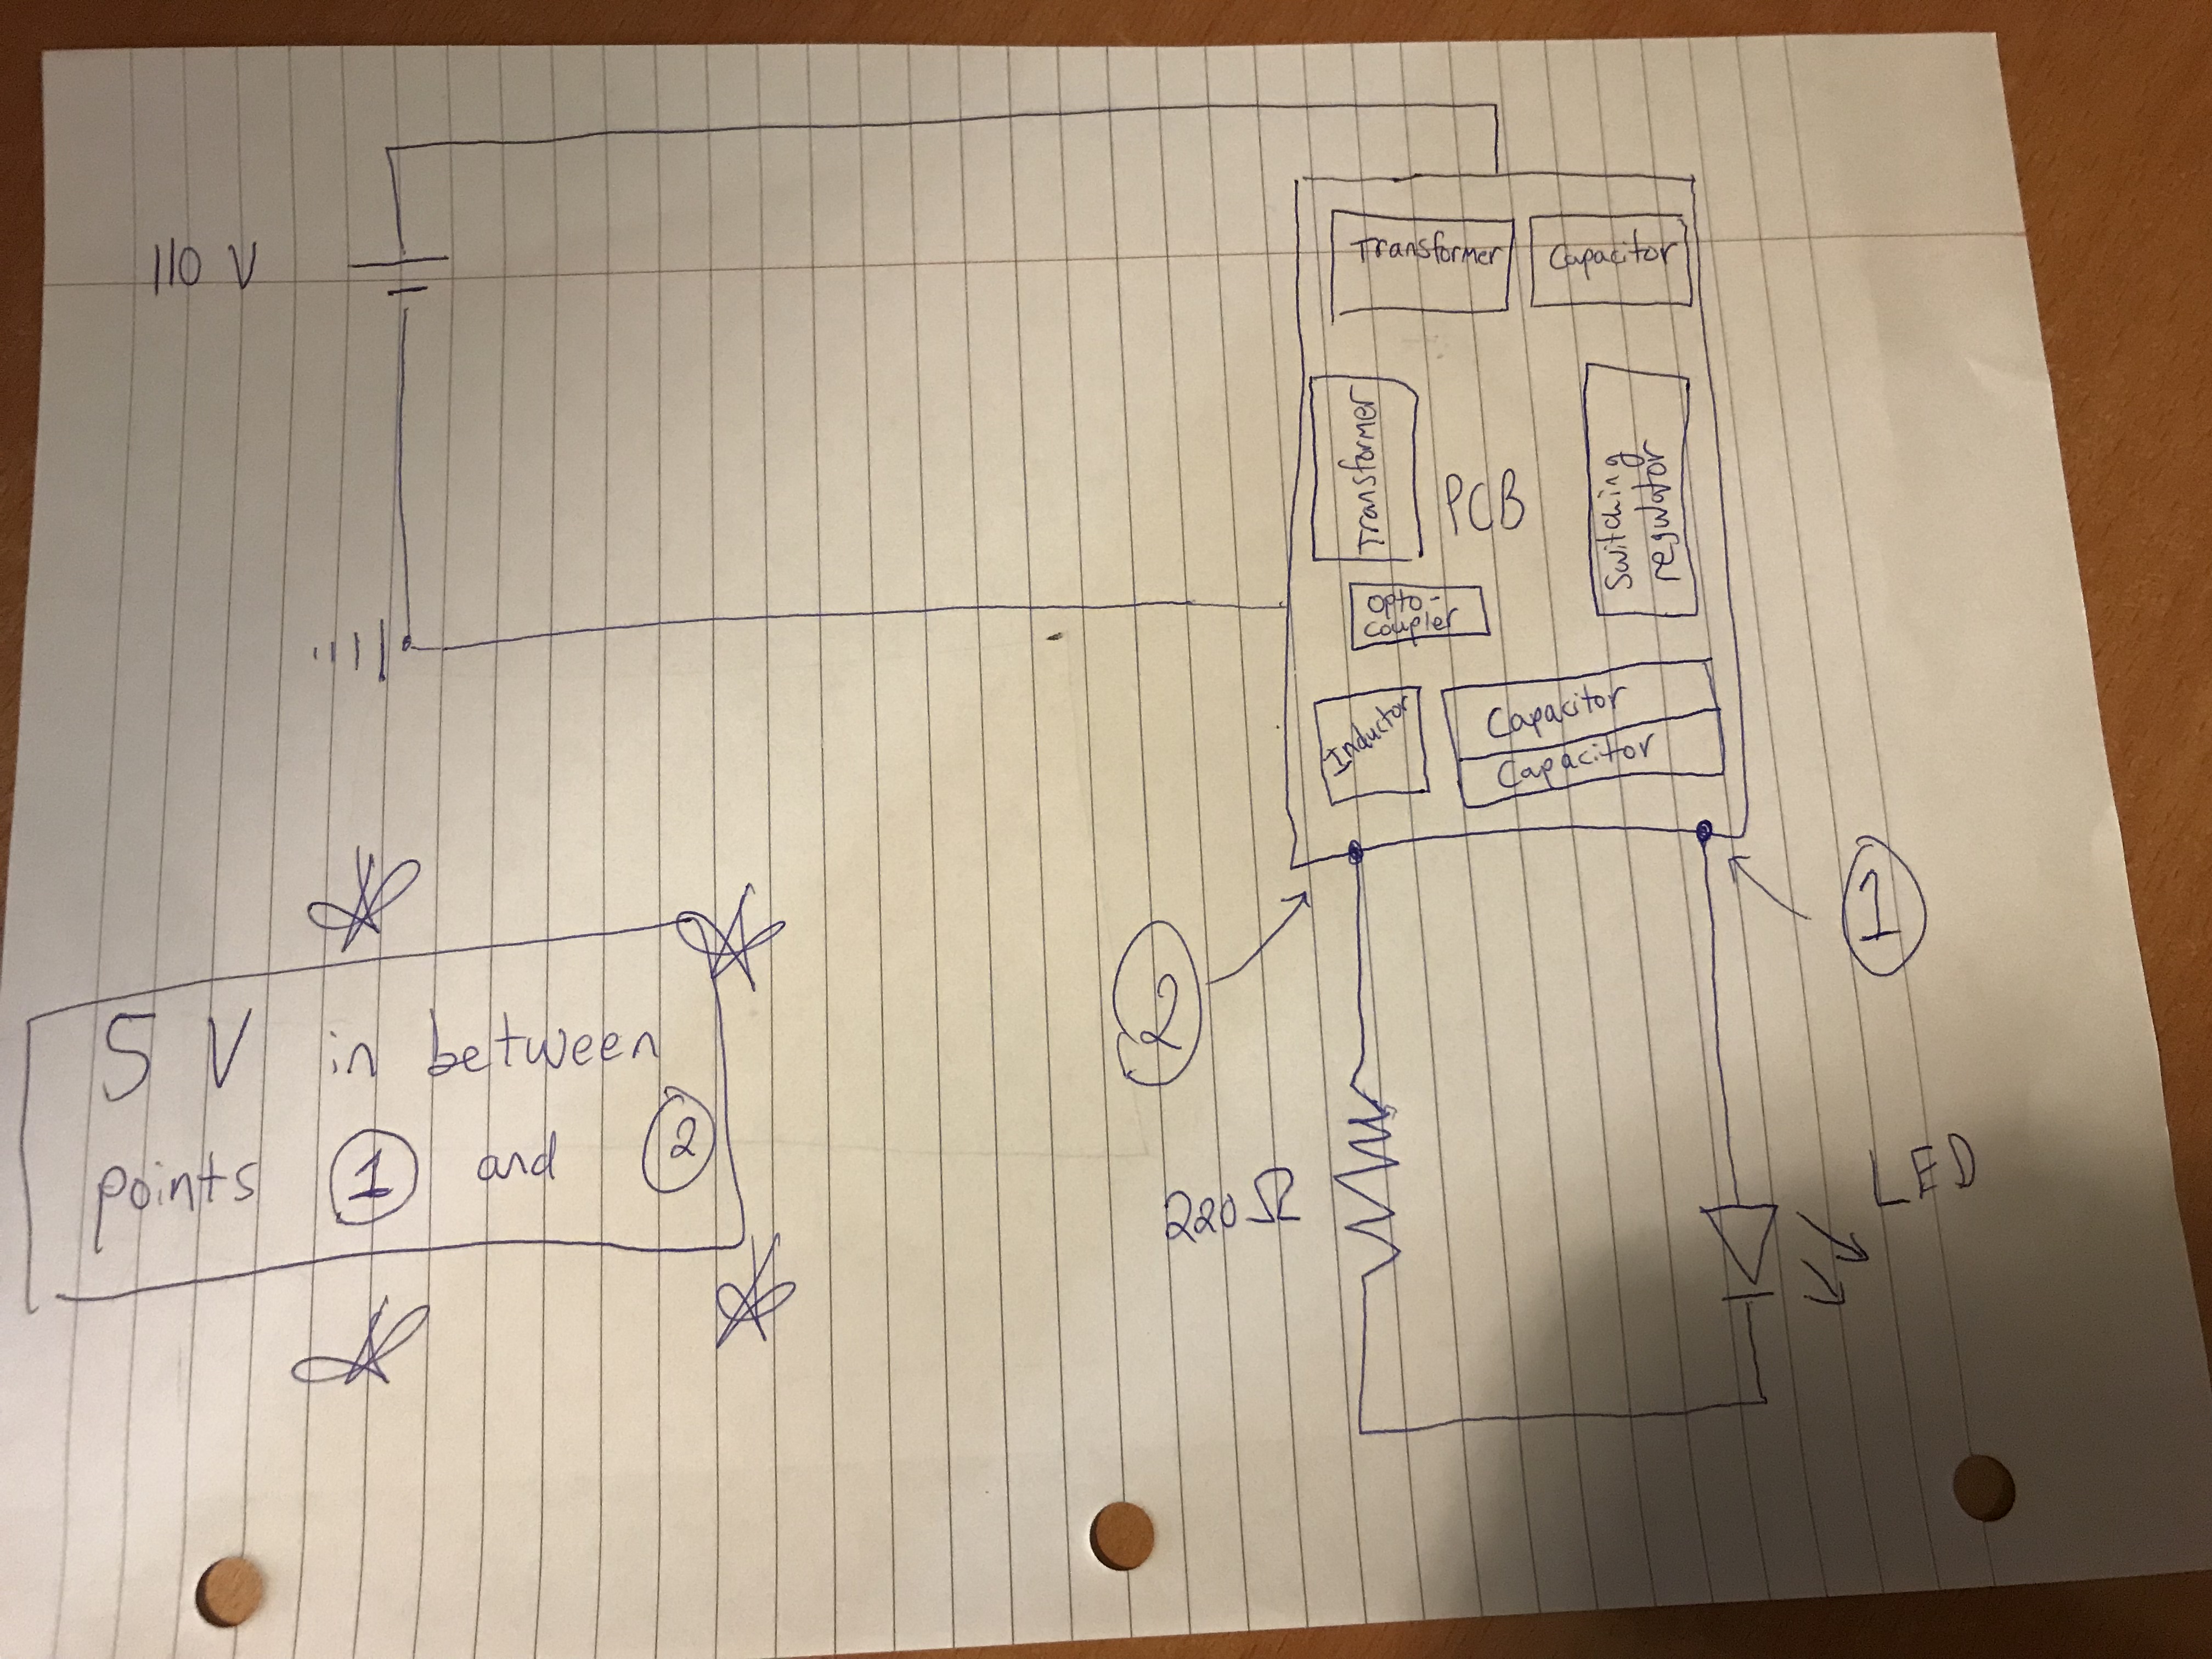 110 V
Transformer
Capacitor
Transformer
PCB
Switching
regulator
opto-
coupler
Inductor
Capacitor
Capacitor
2
1
220Ω
LED
5 V in between
points 1 and 2